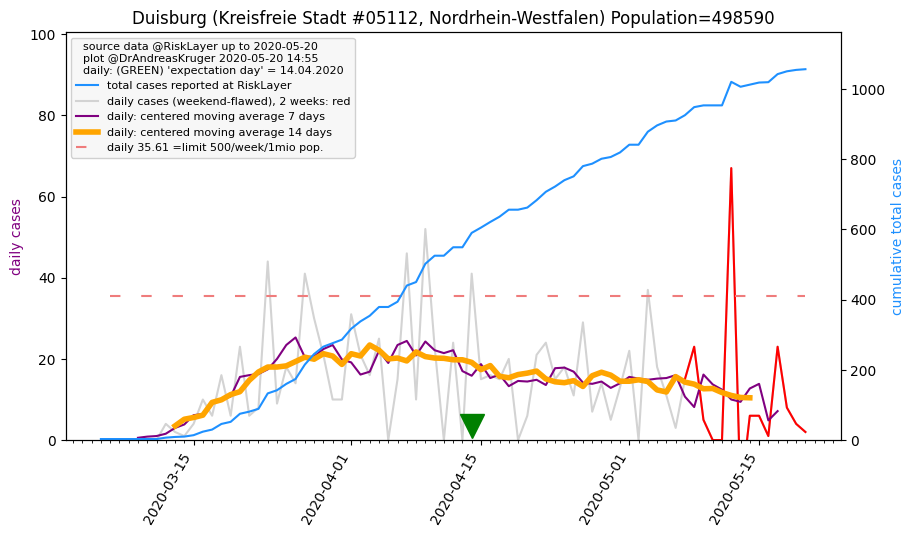 Duisburg (Kreisfreie Stadt #05112, Nordrhein-Westfalen) Population=498590
source data @RiskLayer up to 2020-05-20
plot @DrAndreasKruger 2020-05-20 14:55
daily: (GREEN) 'expectation day' = 14.04.2020
total cases reported at RiskLayer
daily cases (weekend-flawed), 2 weeks: red
daily: centered moving average 7 days
daily: centered moving average 14 days
daily 35.61 =limit 500/week/1mio pop.
daily cases
100
80
60
40
20
0
cumulative total cases
1000
800
600
400
200
0
2020-03-15
2020-04-01
2020-04-15
2020-05-01
2020-05-15